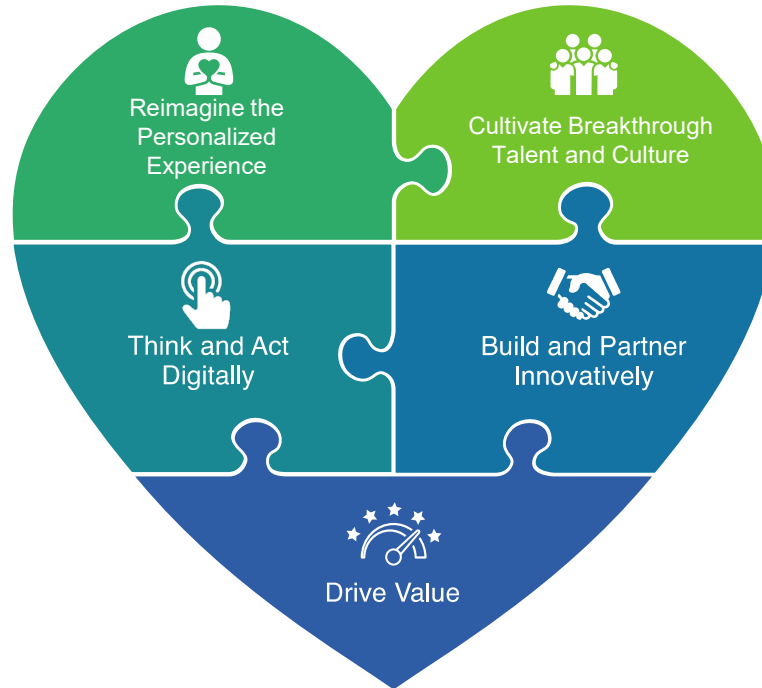 Reimagine the
Personalized
Experience
Cultivate Breakthrough
Talent and Culture
Think and Act
Digitally
Build and Partner
Innovatively
Drive Value